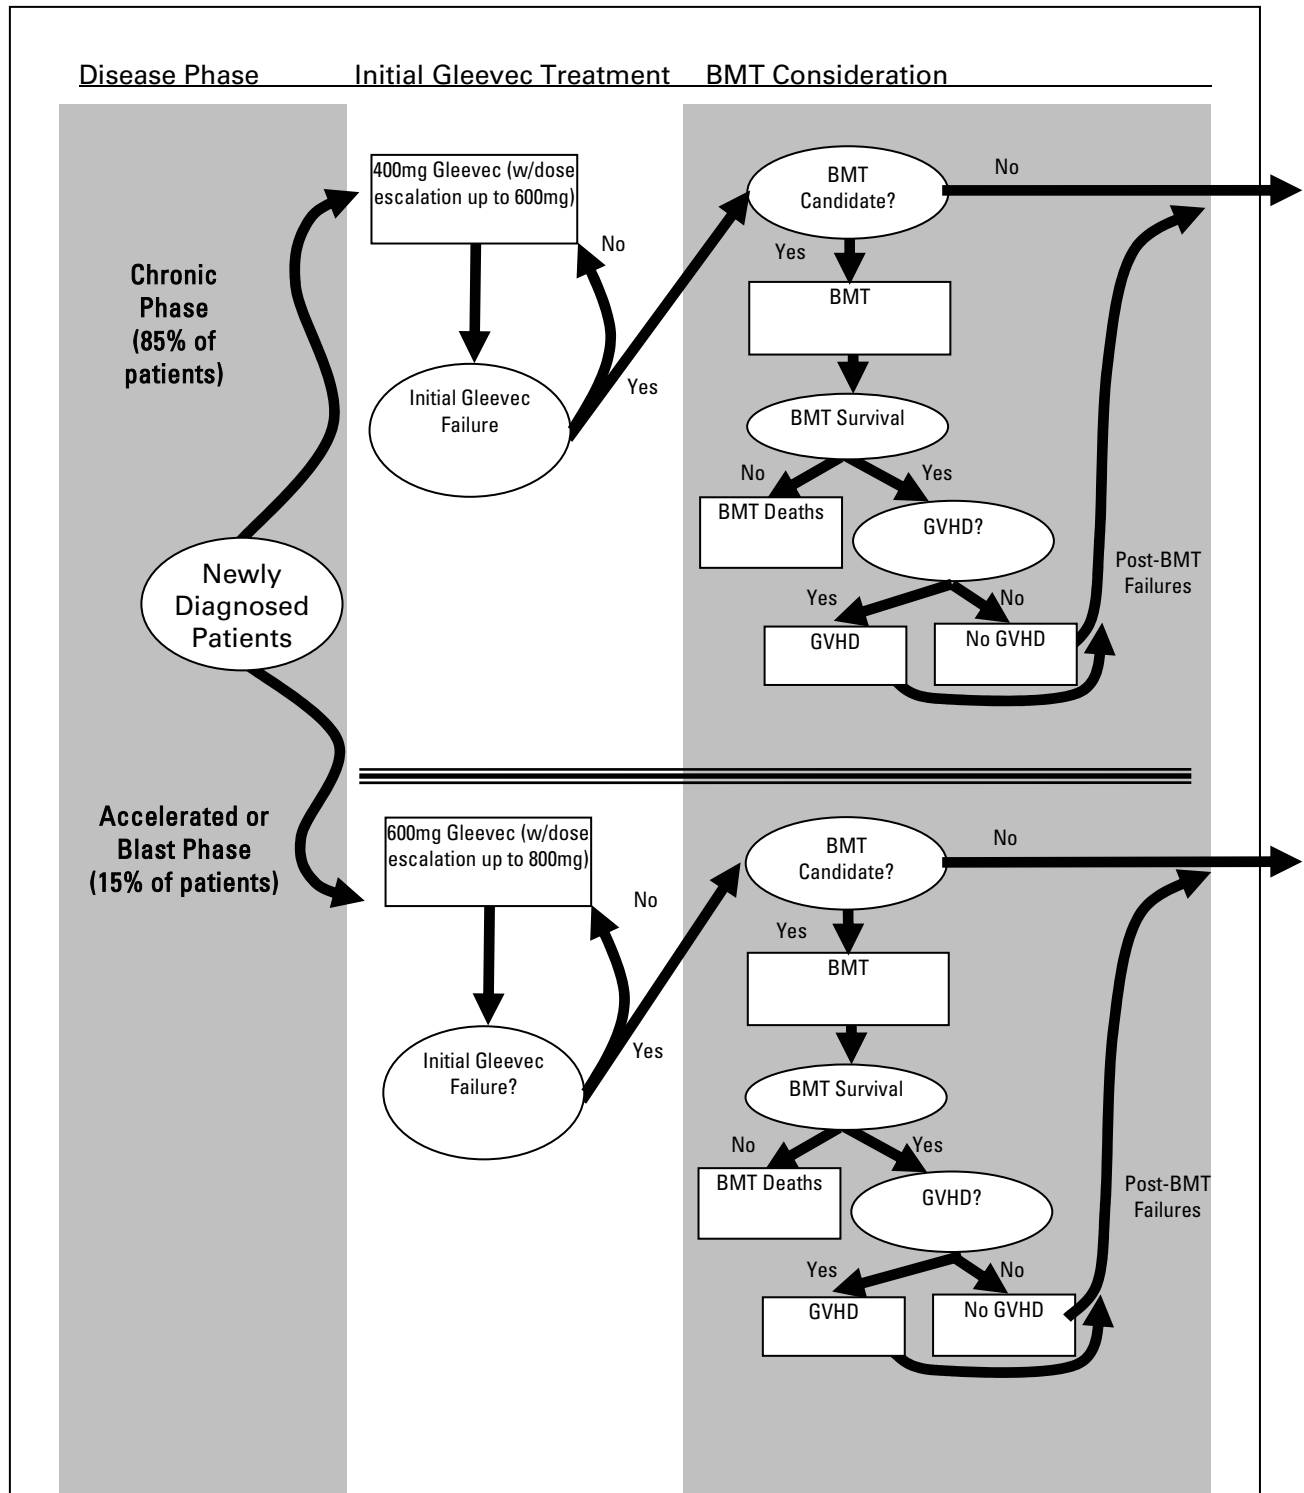 Disease Phase
Initial Gleevec Treatment
BMT Consideration
Chronic
Phase
(85% of
patients)
Newly
Diagnosed
Patients
Accelerated or
Blast Phase
(15% of patients)
400mg Gleevec (w/dose
escalation up to 600mg)
No
Initial Gleevec
Failure
Yes
BMT
Candidate?
No
Yes
BMT
BMT Survival
No
Yes
BMT Deaths
GVHD?
Post-BMT
Failures
Yes
No
GVHD
No GVHD
600mg Gleevec (w/dose
escalation up to 800mg)
No
Initial Gleevec
Failure?
Yes
BMT
Candidate?
No
Yes
BMT
BMT Survival
No
Yes
BMT Deaths
GVHD?
Post-BMT
Failures
Yes
No
GVHD
No GVHD